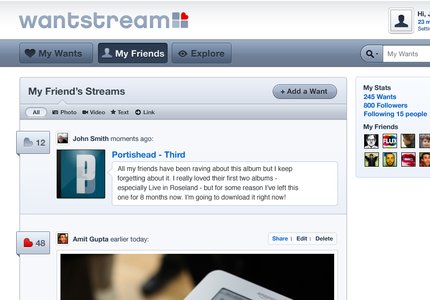 wantstream
Hi, J
23 m
My Wants
My Friends
Explore
My Wants
My Friend's Streams
+ Add a Want
All
Photo
Video
Text
Link
My Stats
245 Wants
800 Followers
Following 15 people
My Friends
12
John Smith moments ago:
Portishead - Third
P
All my friends have been raving about this album but I keep
forgetting about it. I really loved their first two albums -
especially Live in Roseland - but for some reason I've left this
one for 8 months now. I'm going to download it right now!
48
Amit Gupta earlier today:
Share | Edit | Delete